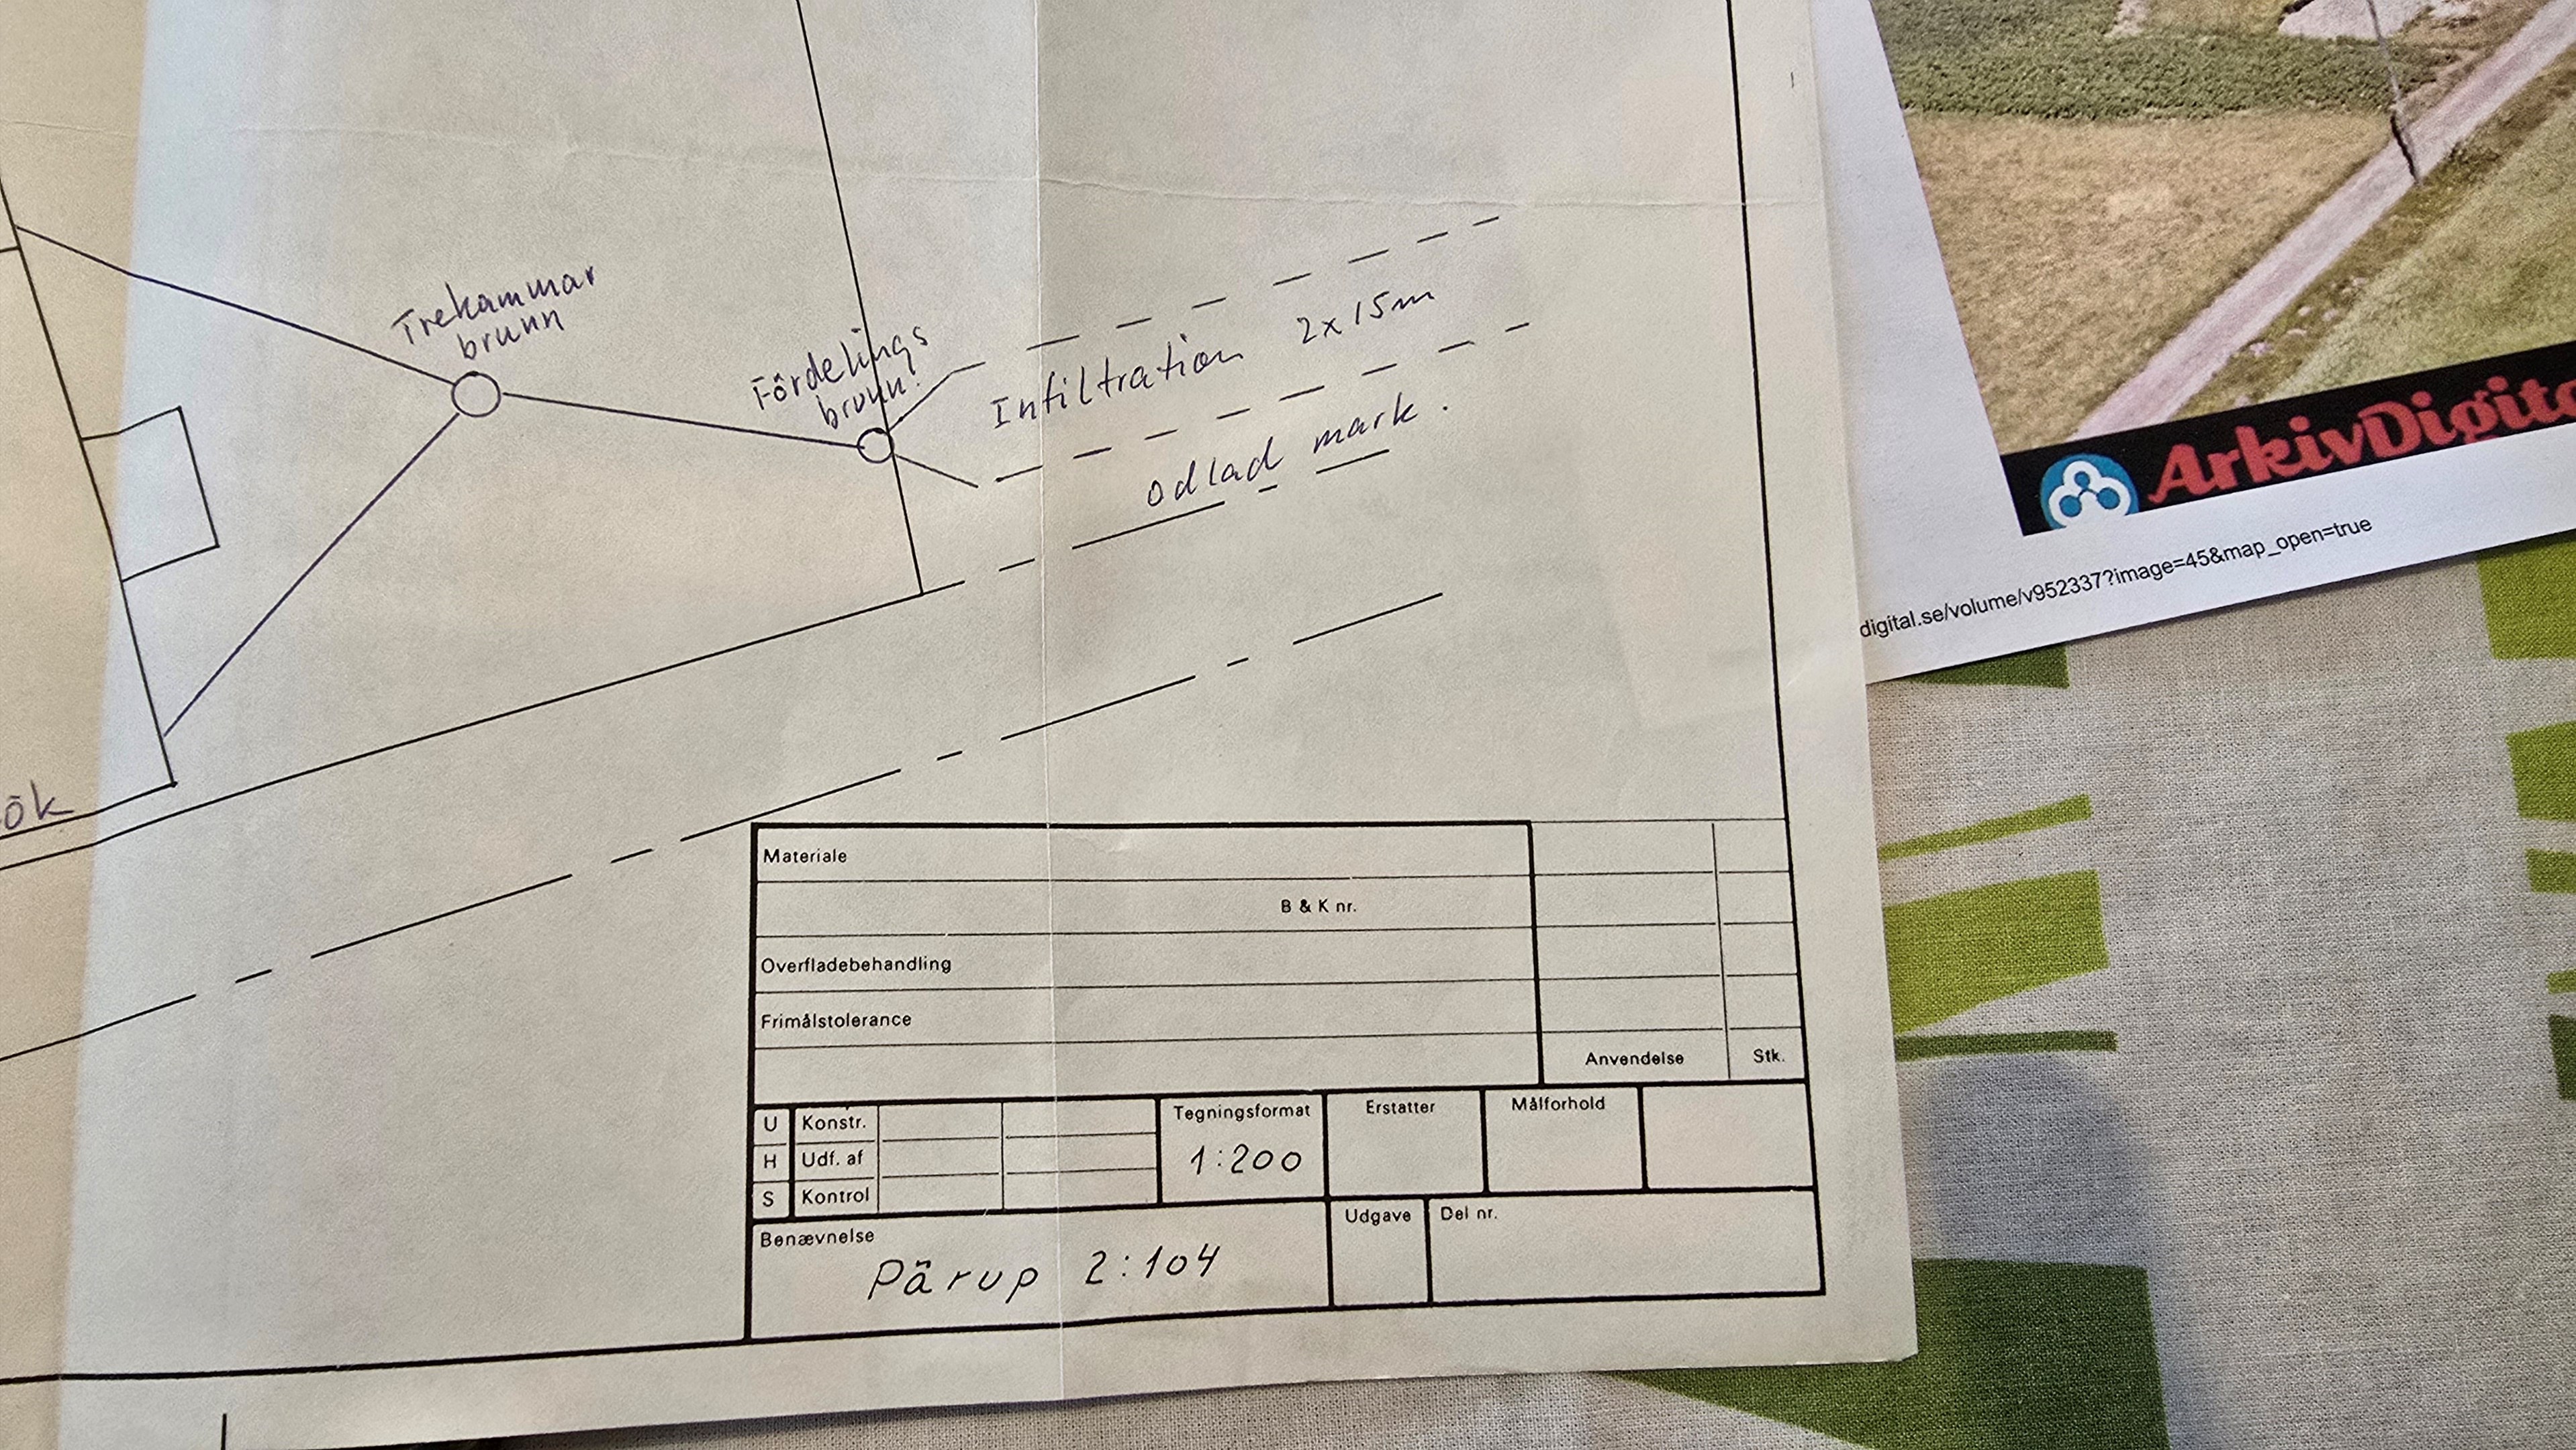 Trekammar
brunn
Fördelings
brunn.
Infiltration 2x15m
odlad mark.
ArkivDigital
digital.se/volume/v952337?image=45&map_open=true
ök
Materiale
B & K nr.
Overfladebehandling
Frimålstolerance
Anvendelse Stk.
U Konstr. Tegningsformat Erstatter Målforhold
H Udf. af 1:200
S Kontrol
Benævnelse Udgave Del nr.
Pärup 2:104